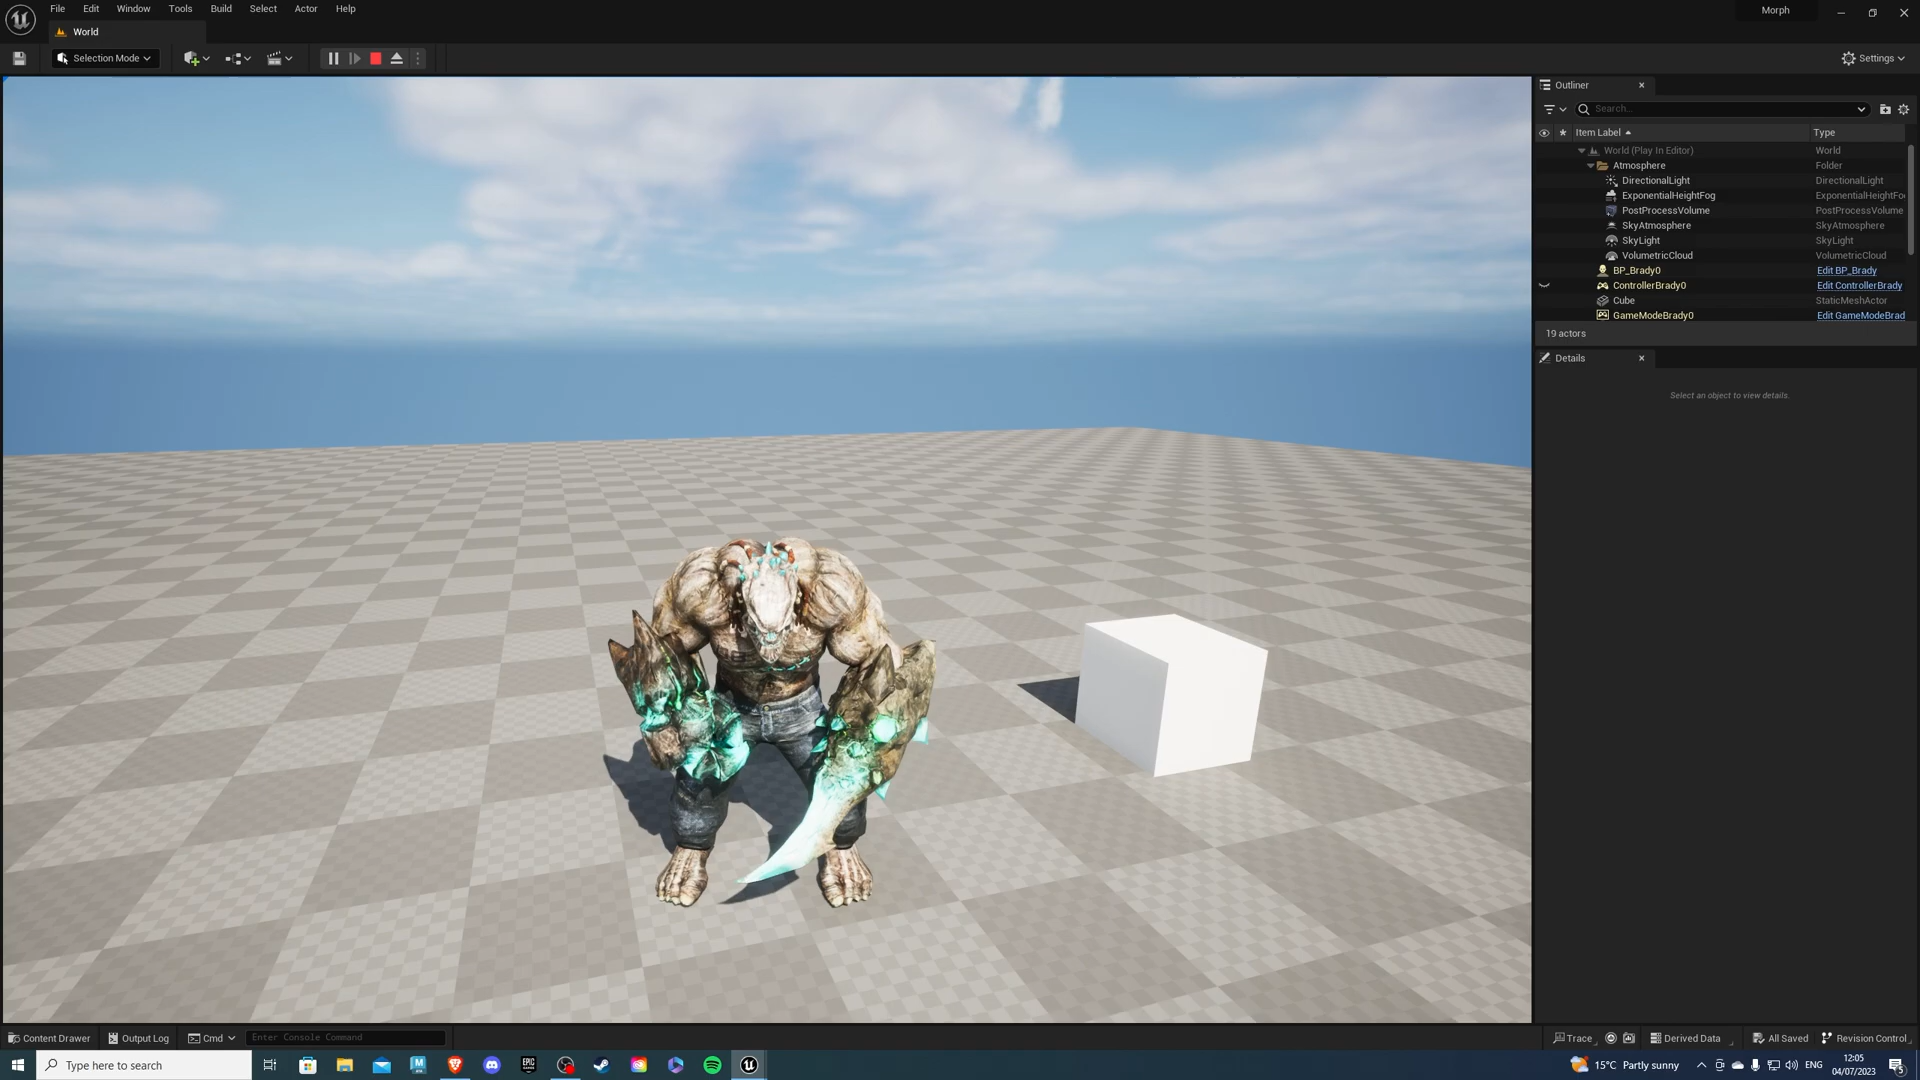 File Edit Window Tools Build Select Actor Help
Morph
World
Selection Mode
Settings
Outliner
Search...
Item Label Type
World (Play In Editor) World
Atmosphere Folder
DirectionalLight DirectionalLight
ExponentialHeightFog ExponentialHeightFo
PostProcessVolume PostProcessVolume
SkyAtmosphere SkyAtmosphere
SkyLight SkyLight
VolumetricCloud VolumetricCloud
BP_Brady0 Edit BP_Brady
ControllerBrady0 Edit ControllerBrady
Cube StaticMeshActor
GameModeBrady0 Edit GameModeBrad
19 actors
Details
Select an object to view details.
Content Drawer Output Log Cmd Enter Console Command
Trace Derived Data All Saved Revision Control
Type here to search
15°C Partly sunny
ENG
12:05
04/07/2023
5